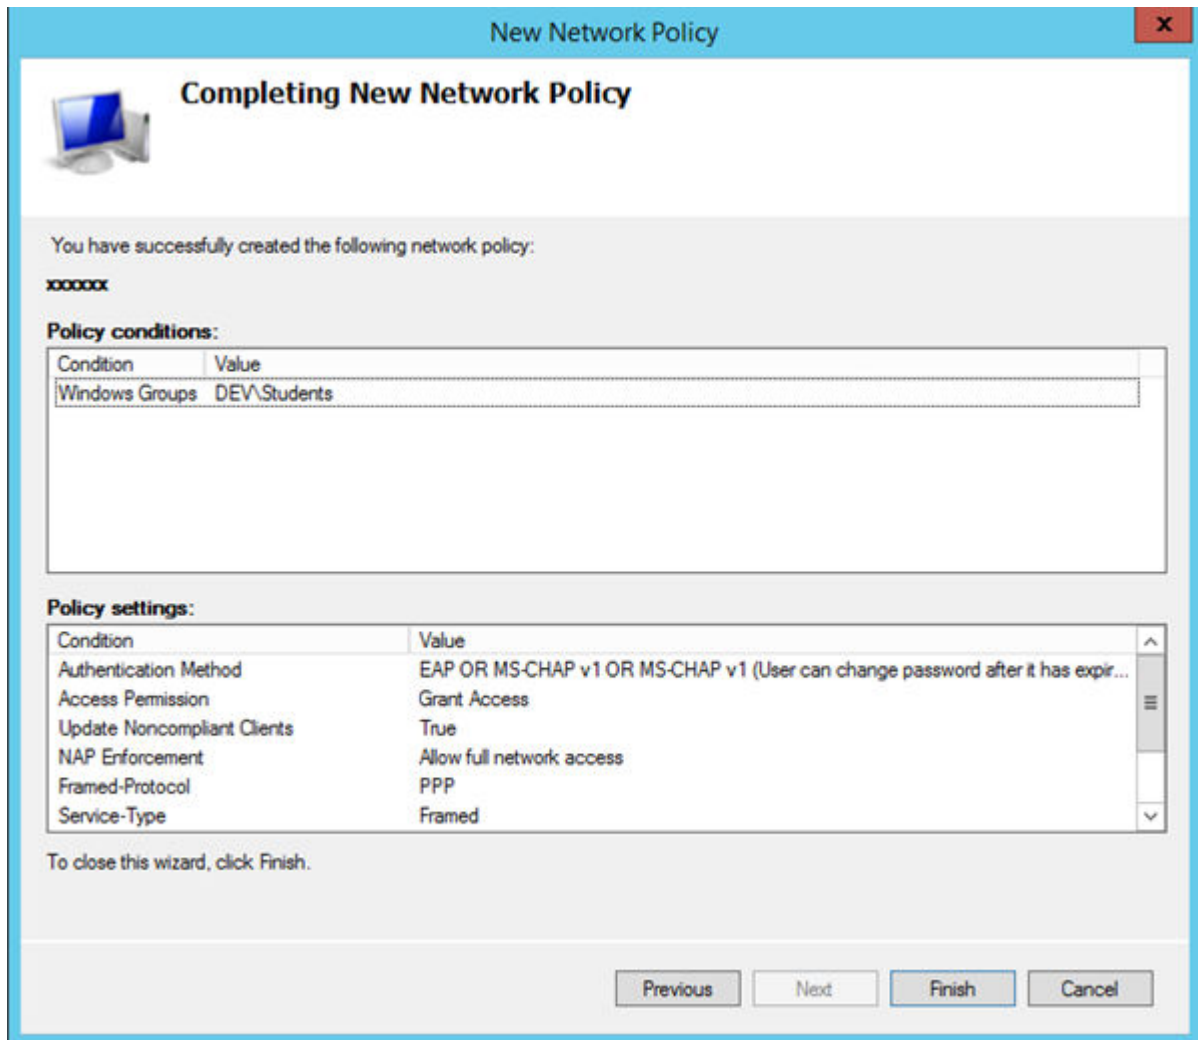 New Network Policy
x
Completing New Network Policy
You have successfully created the following network policy:
xxxxxx
Policy conditions:
Condition Value
Windows Groups DEV\Students
Policy settings:
Condition Value
Authentication Method EAP OR MS-CHAP v1 OR MS-CHAP v1 (User can change password after it has expir...
Access Permission Grant Access
Update Noncompliant Clients True
NAP Enforcement Allow full network access
Framed-Protocol PPP
Service-Type Framed
To close this wizard, click Finish.
Previous Next Finish Cancel